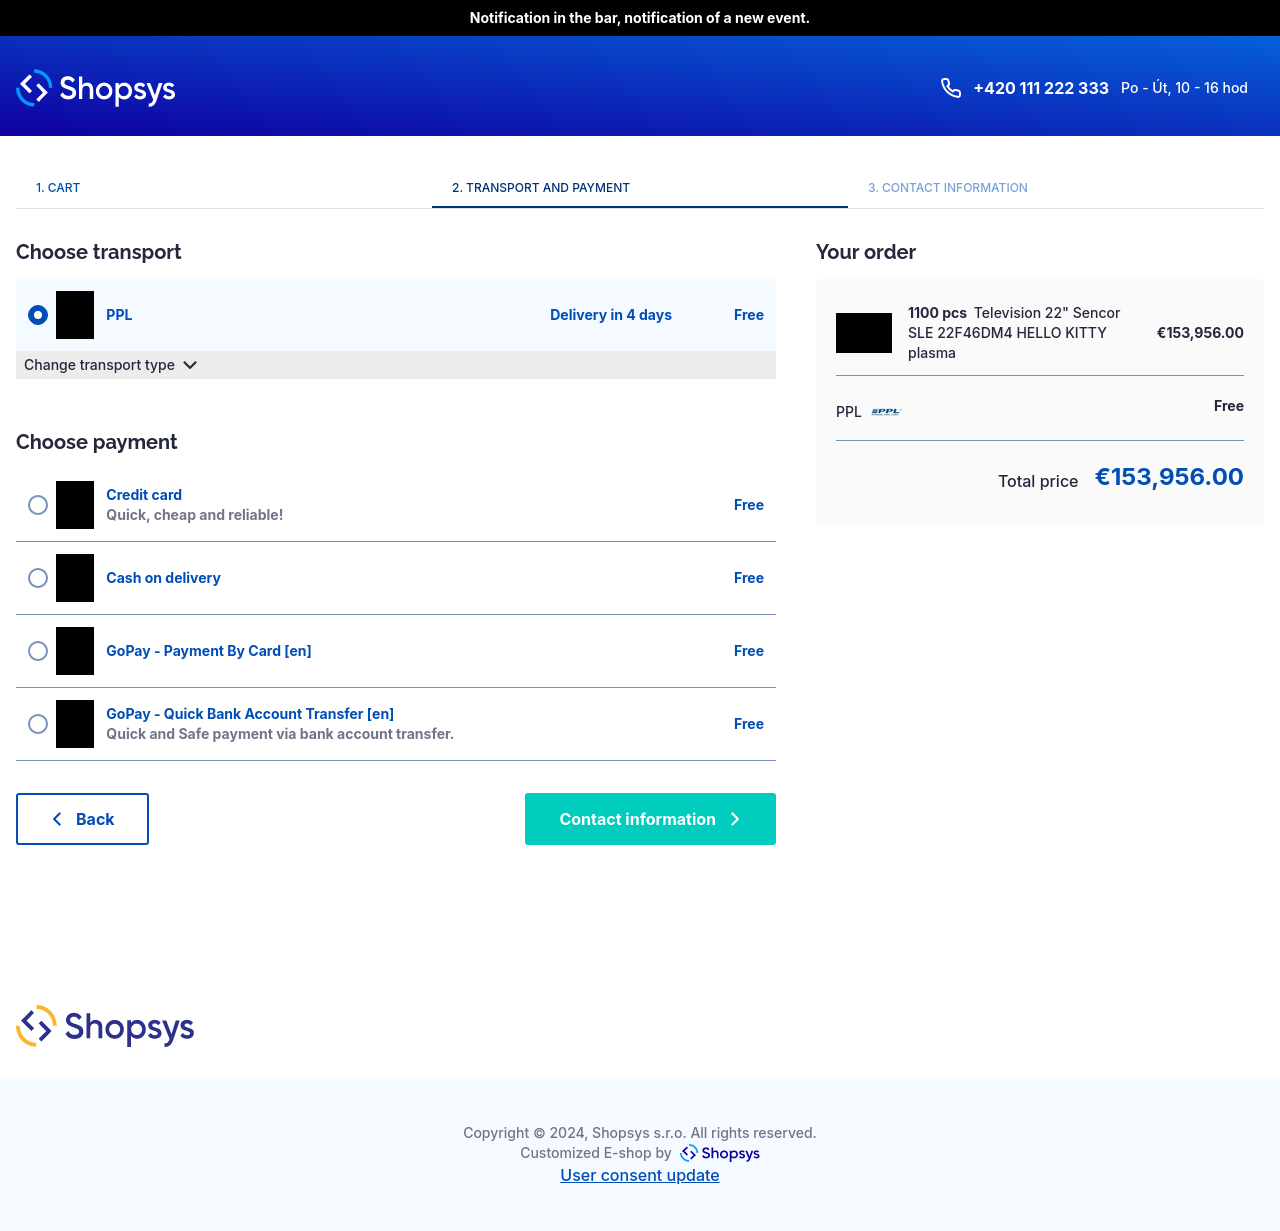 Notification in the bar, notification of a new event.
Shopsys
+420 111 222 333 Po - Út, 10 - 16 hod
1. CART
2. TRANSPORT AND PAYMENT
3. CONTACT INFORMATION
Choose transport
PPL Delivery in 4 days Free
Change transport type
Choose payment
Credit card
Quick, cheap and reliable!
Free
Cash on delivery Free
GoPay - Payment By Card [en] Free
GoPay - Quick Bank Account Transfer [en]
Quick and Safe payment via bank account transfer.
Free
Back
Contact information
Your order
1100 pcs Television 22" Sencor
SLE 22F46DM4 HELLO KITTY
plasma
€153,956.00
PPL PPL Free
Total price €153,956.00
Shopsys
Copyright © 2024, Shopsys s.r.o. All rights reserved.
Customized E-shop by Shopsys
User consent update